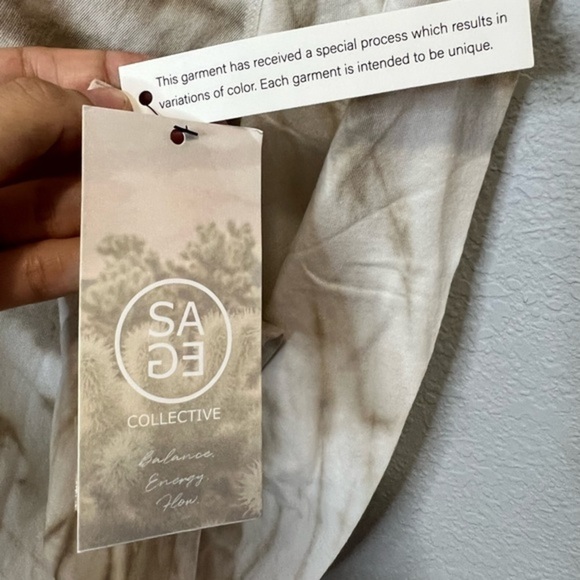 This garment has received a special process which results in
variations of color. Each garment is intended to be unique.
SA
GE
COLLECTIVE
Balance.
Energy.
Flow.